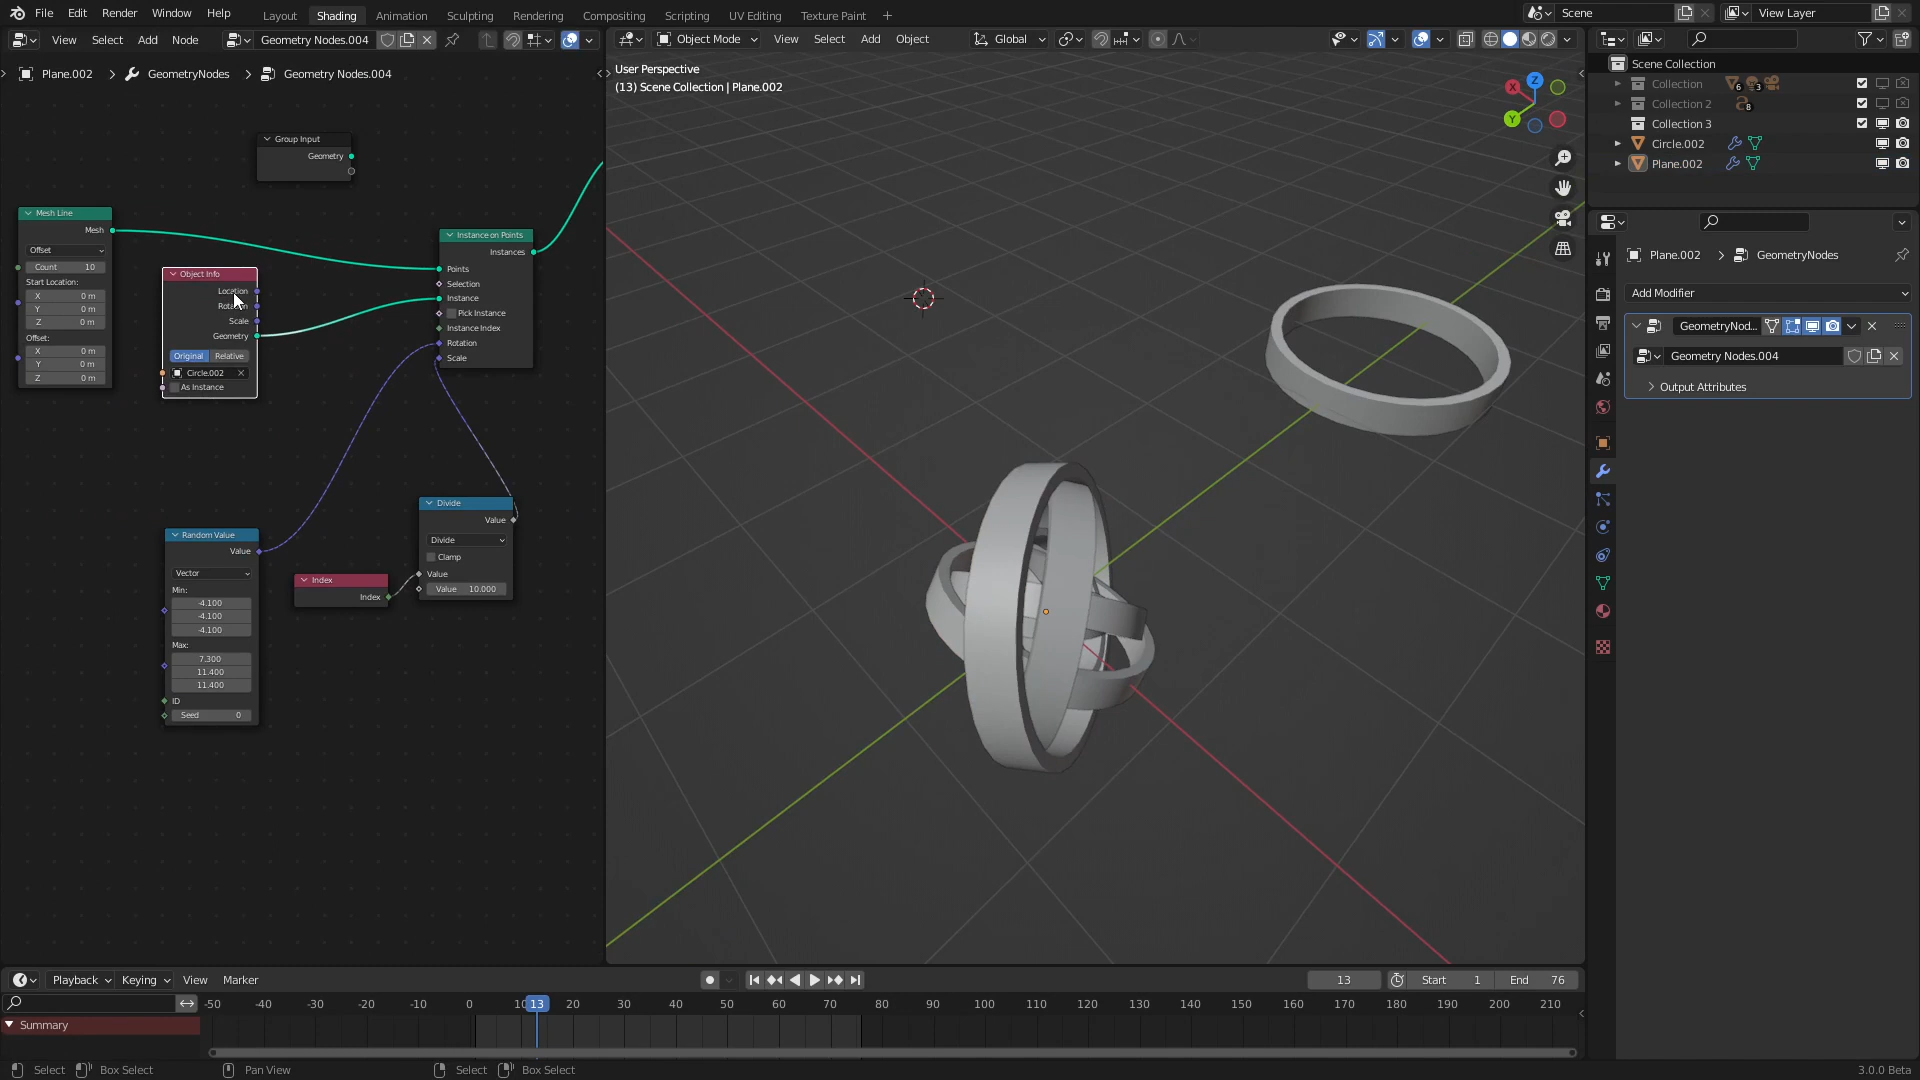 File Edit Render Window Help Layout Shading Animation Sculpting Rendering Compositing Scripting UV Editing Texture Paint + Scene View Layer
View Select Add Node Geometry Nodes.004 Object Mode View Select Add Object Global
Plane.002 > GeometryNodes > Geometry Nodes.004
Group Input
Geometry
Mesh Line
Mesh
Offset
Count 10
Start Location:
X 0 m
Y 0 m
Z 0 m
Offset:
X 0 m
Y 0 m
Z 0 m
Object Info
Location
Scale
Geometry
Original Relative
Circle.002
As Instance
Instance on Points
Instances
Points
Selection
Instance
Pick Instance
Instance Index
Rotation
Scale
Random Value
Value
Vector
Min:
-4.100
-4.100
-4.100
Max:
7.300
11.400
11.400
ID
Seed 0
Index
Index
Divide
Value
Divide
Clamp
Value
Value 10.000
User Perspective
(13) Scene Collection | Plane.002
X
Y
Z
Scene Collection
Collection 6 3
Collection 2 8
Collection 3
Circle.002
Plane.002
Plane.002 > GeometryNodes
Add Modifier
GeometryNod...
Geometry Nodes.004
Output Attributes
Playback Keying View Marker 13 Start 1 End 76
-50 -40 -30 -20 -10 0 10 13 20 30 40 50 60 70 80 90 100 110 120 130 140 150 160 170 180 190 200 210
Summary
Select Box Select Pan View Select Box Select 3.0.0 Beta